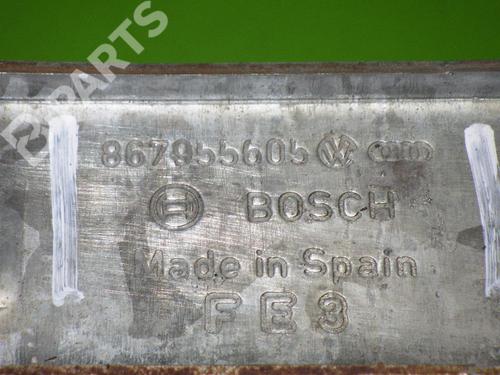 B-PARTS
867955605
BOSCH
Made in Spain
FE3